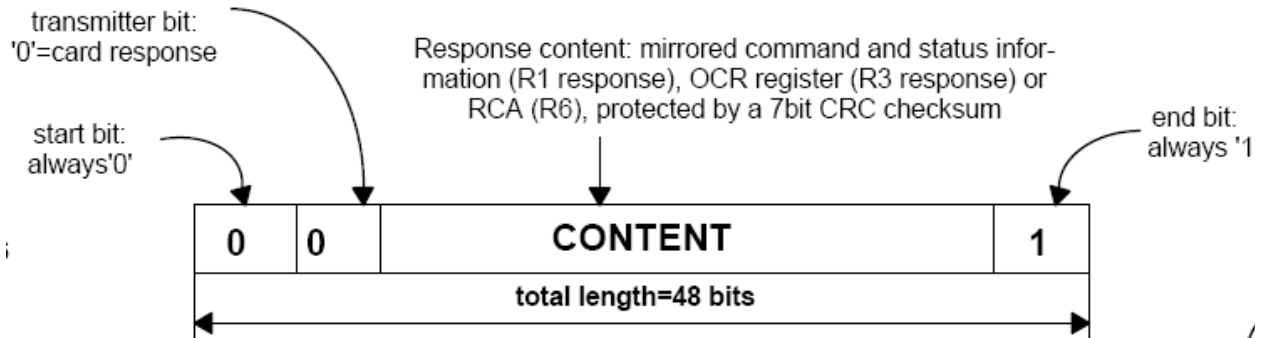 transmitter bit:
'0'=card response
Response content: mirrored command and status infor-
mation (R1 response), OCR register (R3 response) or
RCA (R6), protected by a 7bit CRC checksum
start bit:
always'0'
end bit:
always '1
0 0 CONTENT 1
total length=48 bits